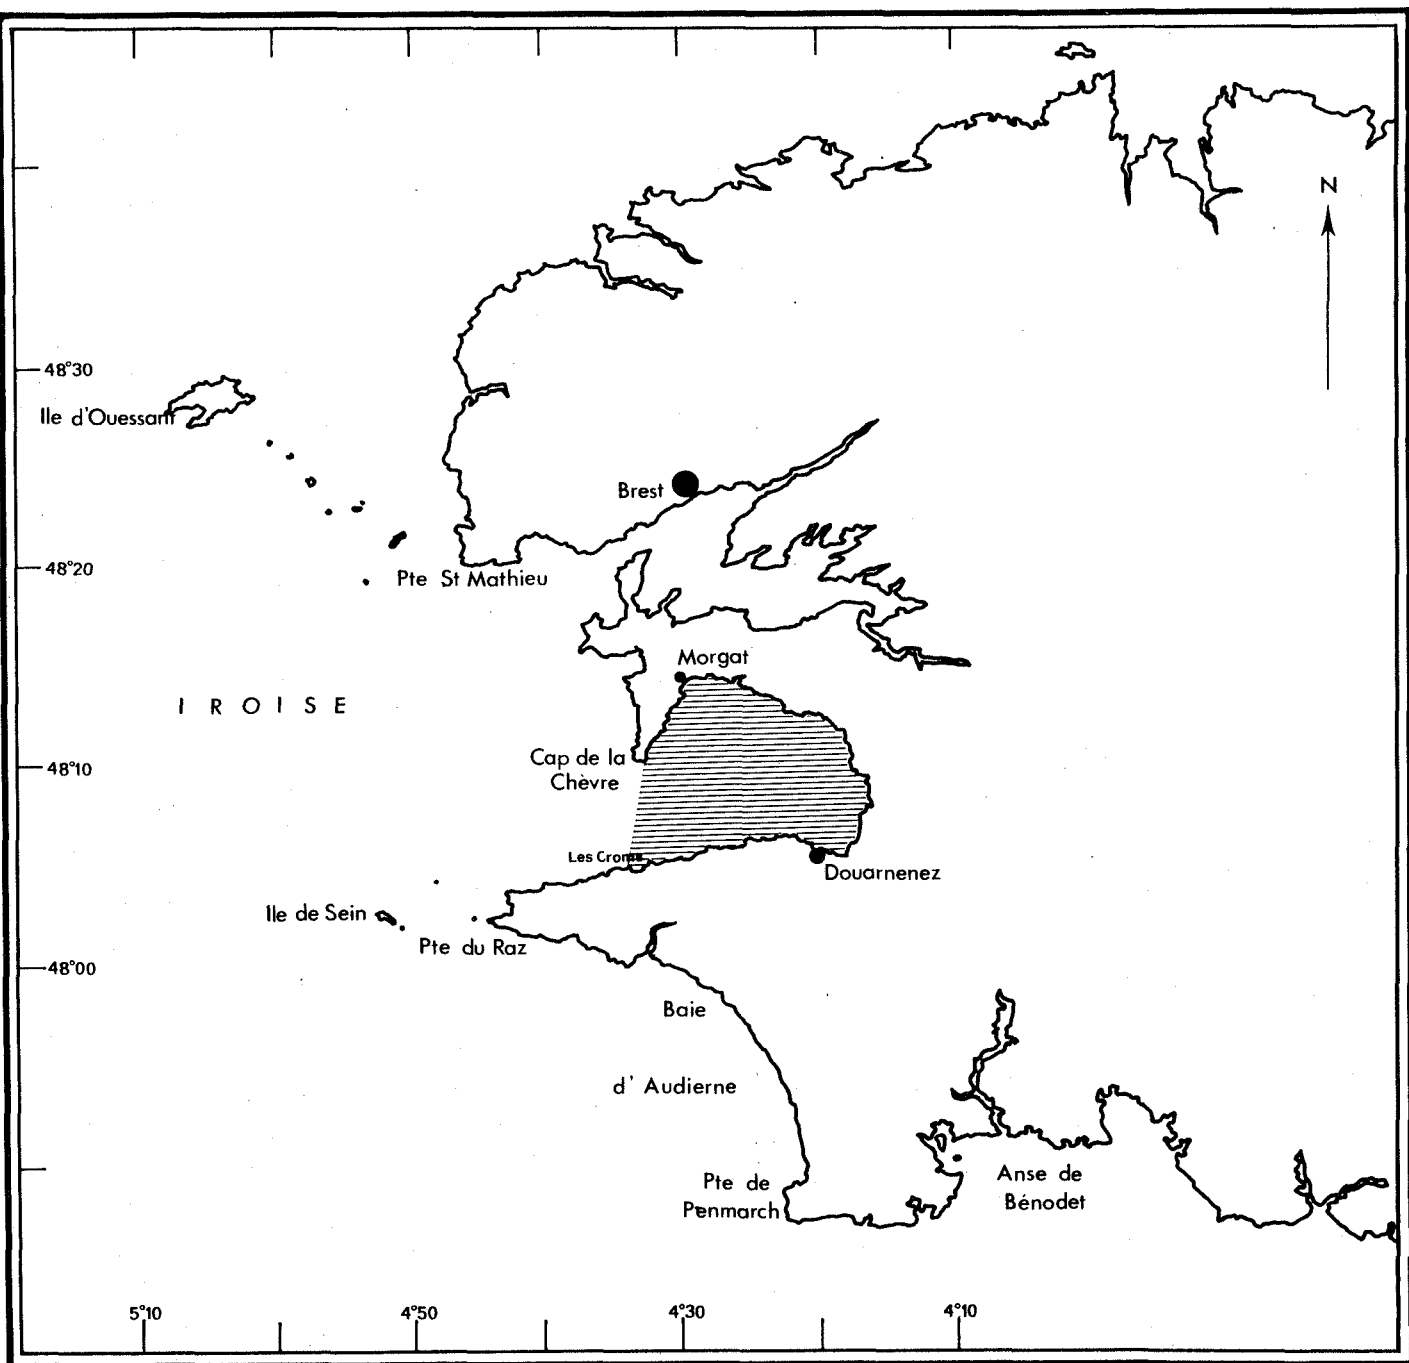 N
48°30
Ile d'Ouessant
Brest
48°20
Pte St Mathieu
Morgat
I R O I S E
Cap de la
Chèvre
48°10
Les Crom
Douarnenez
Ile de Sein
Pte du Raz
48°00
Baie
d' Audierne
Pte de
Penmarch
Anse de
Bénodet
5°10
4°50
4°30
4°10